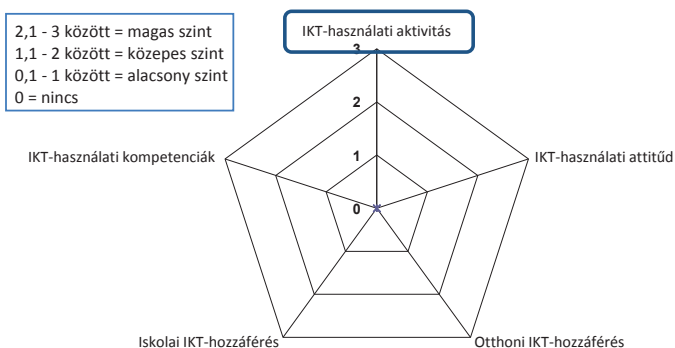 2,1 - 3 között = magas szint
1,1 - 2 között = közepes szint
0,1 - 1 között = alacsony szint
0 = nincs
IKT-használati aktivitás
3
2
IKT-használati kompetenciák
IKT-használati attitűd
1
0
Iskolai IKT-hozzáférés
Otthoni IKT-hozzáférés